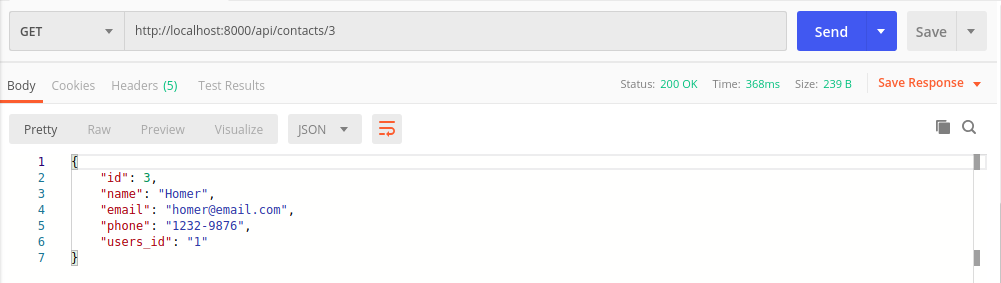 GET http://localhost:8000/api/contacts/3 Send Save
Body Cookies Headers (5) Test Results Status: 200 OK Time: 368ms Size: 239 B Save Response
Pretty Raw Preview Visualize JSON
1 {
2 "id": 3,
3 "name": "Homer",
4 "email": "homer@email.com",
5 "phone": "1232-9876",
6 "users_id": "1"
7 }